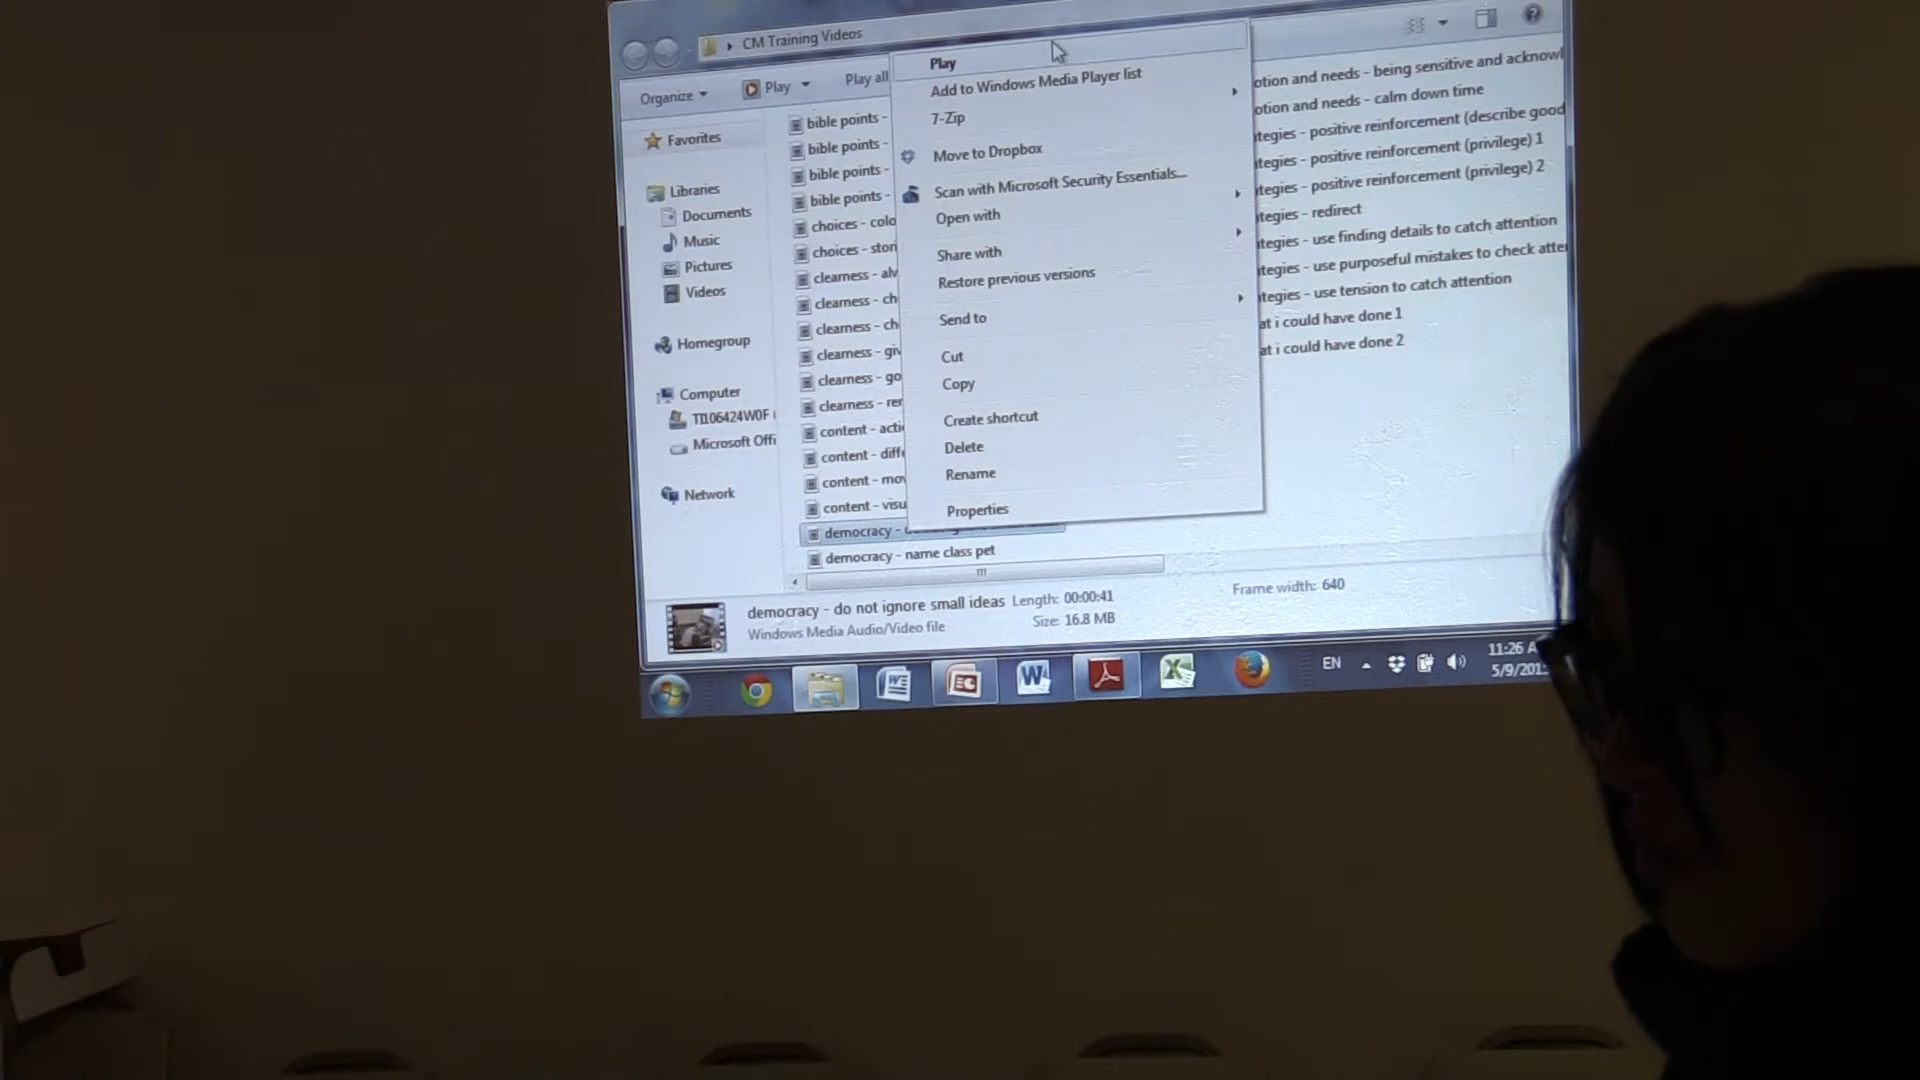 CM Training Videos
Organize
Play
Play all
Favorites
Libraries
Documents
Music
Pictures
Videos
Homegroup
Computer
TI106424W0F
Microsoft Offi
Network
bible points -
bible points -
bible points -
bible points -
choices - colo
choices - stori
clearness - alw
clearness - ch
clearness - ch
clearness - giv
clearness - go
clearness - rer
content - acti
content - diffe
content - mov
content - visu
democracy -
democracy - name class pet
Play
Add to Windows Media Player list
7-Zip
Move to Dropbox
Scan with Microsoft Security Essentials...
Open with
Share with
Restore previous versions
Send to
Cut
Copy
Create shortcut
Delete
Rename
Properties
otion and needs - being sensitive and acknowl
otion and needs - calm down time
tegies - positive reinforcement (describe good
tegies - positive reinforcement (privilege) 1
tegies - positive reinforcement (privilege) 2
tegies - redirect
tegies - use finding details to catch attention
tegies - use purposeful mistakes to check atte
tegies - use tension to catch attention
at i could have done 1
at i could have done 2
democracy - do not ignore small ideas
Windows Media Audio/Video file
Length: 00:00:41
Size: 16.8 MB
Frame width: 640
EN
11:26 A
5/9/201